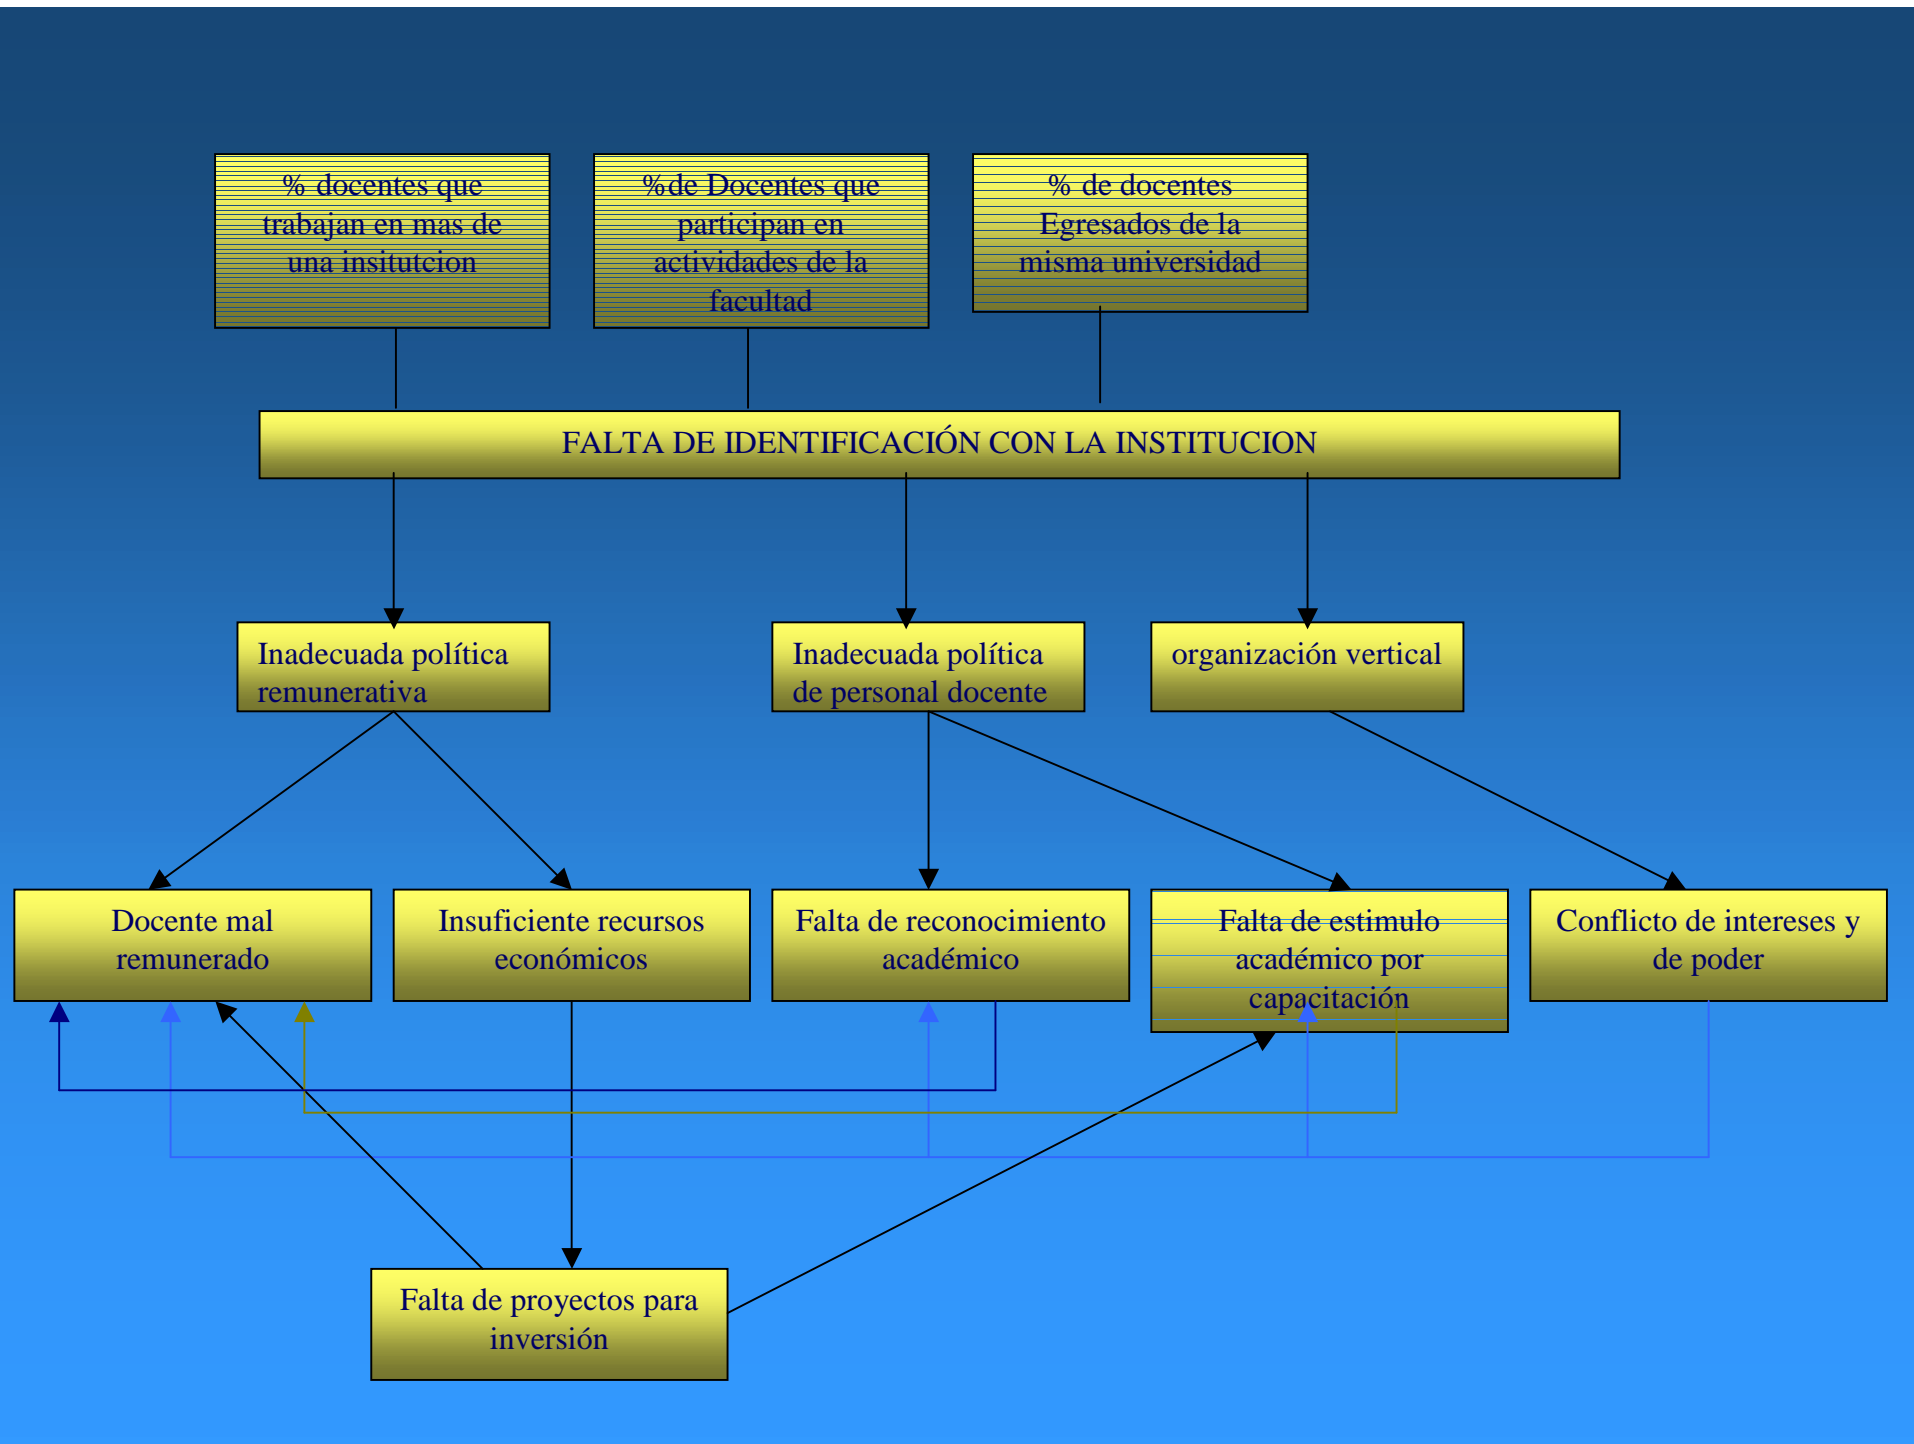 % docentes que
trabajan en mas de
una insitutcion
%de Docentes que
participan en
actividades de la
facultad
% de docentes
Egresados de la
misma universidad
FALTA DE IDENTIFICACIÓN CON LA INSTITUCION
Inadecuada política
remunerativa
Inadecuada política
de personal docente
organización vertical
Docente mal
remunerado
Insuficiente recursos
económicos
Falta de reconocimiento
académico
Falta de estimulo
académico por
capacitación
Conflicto de intereses y
de poder
Falta de proyectos para
inversión